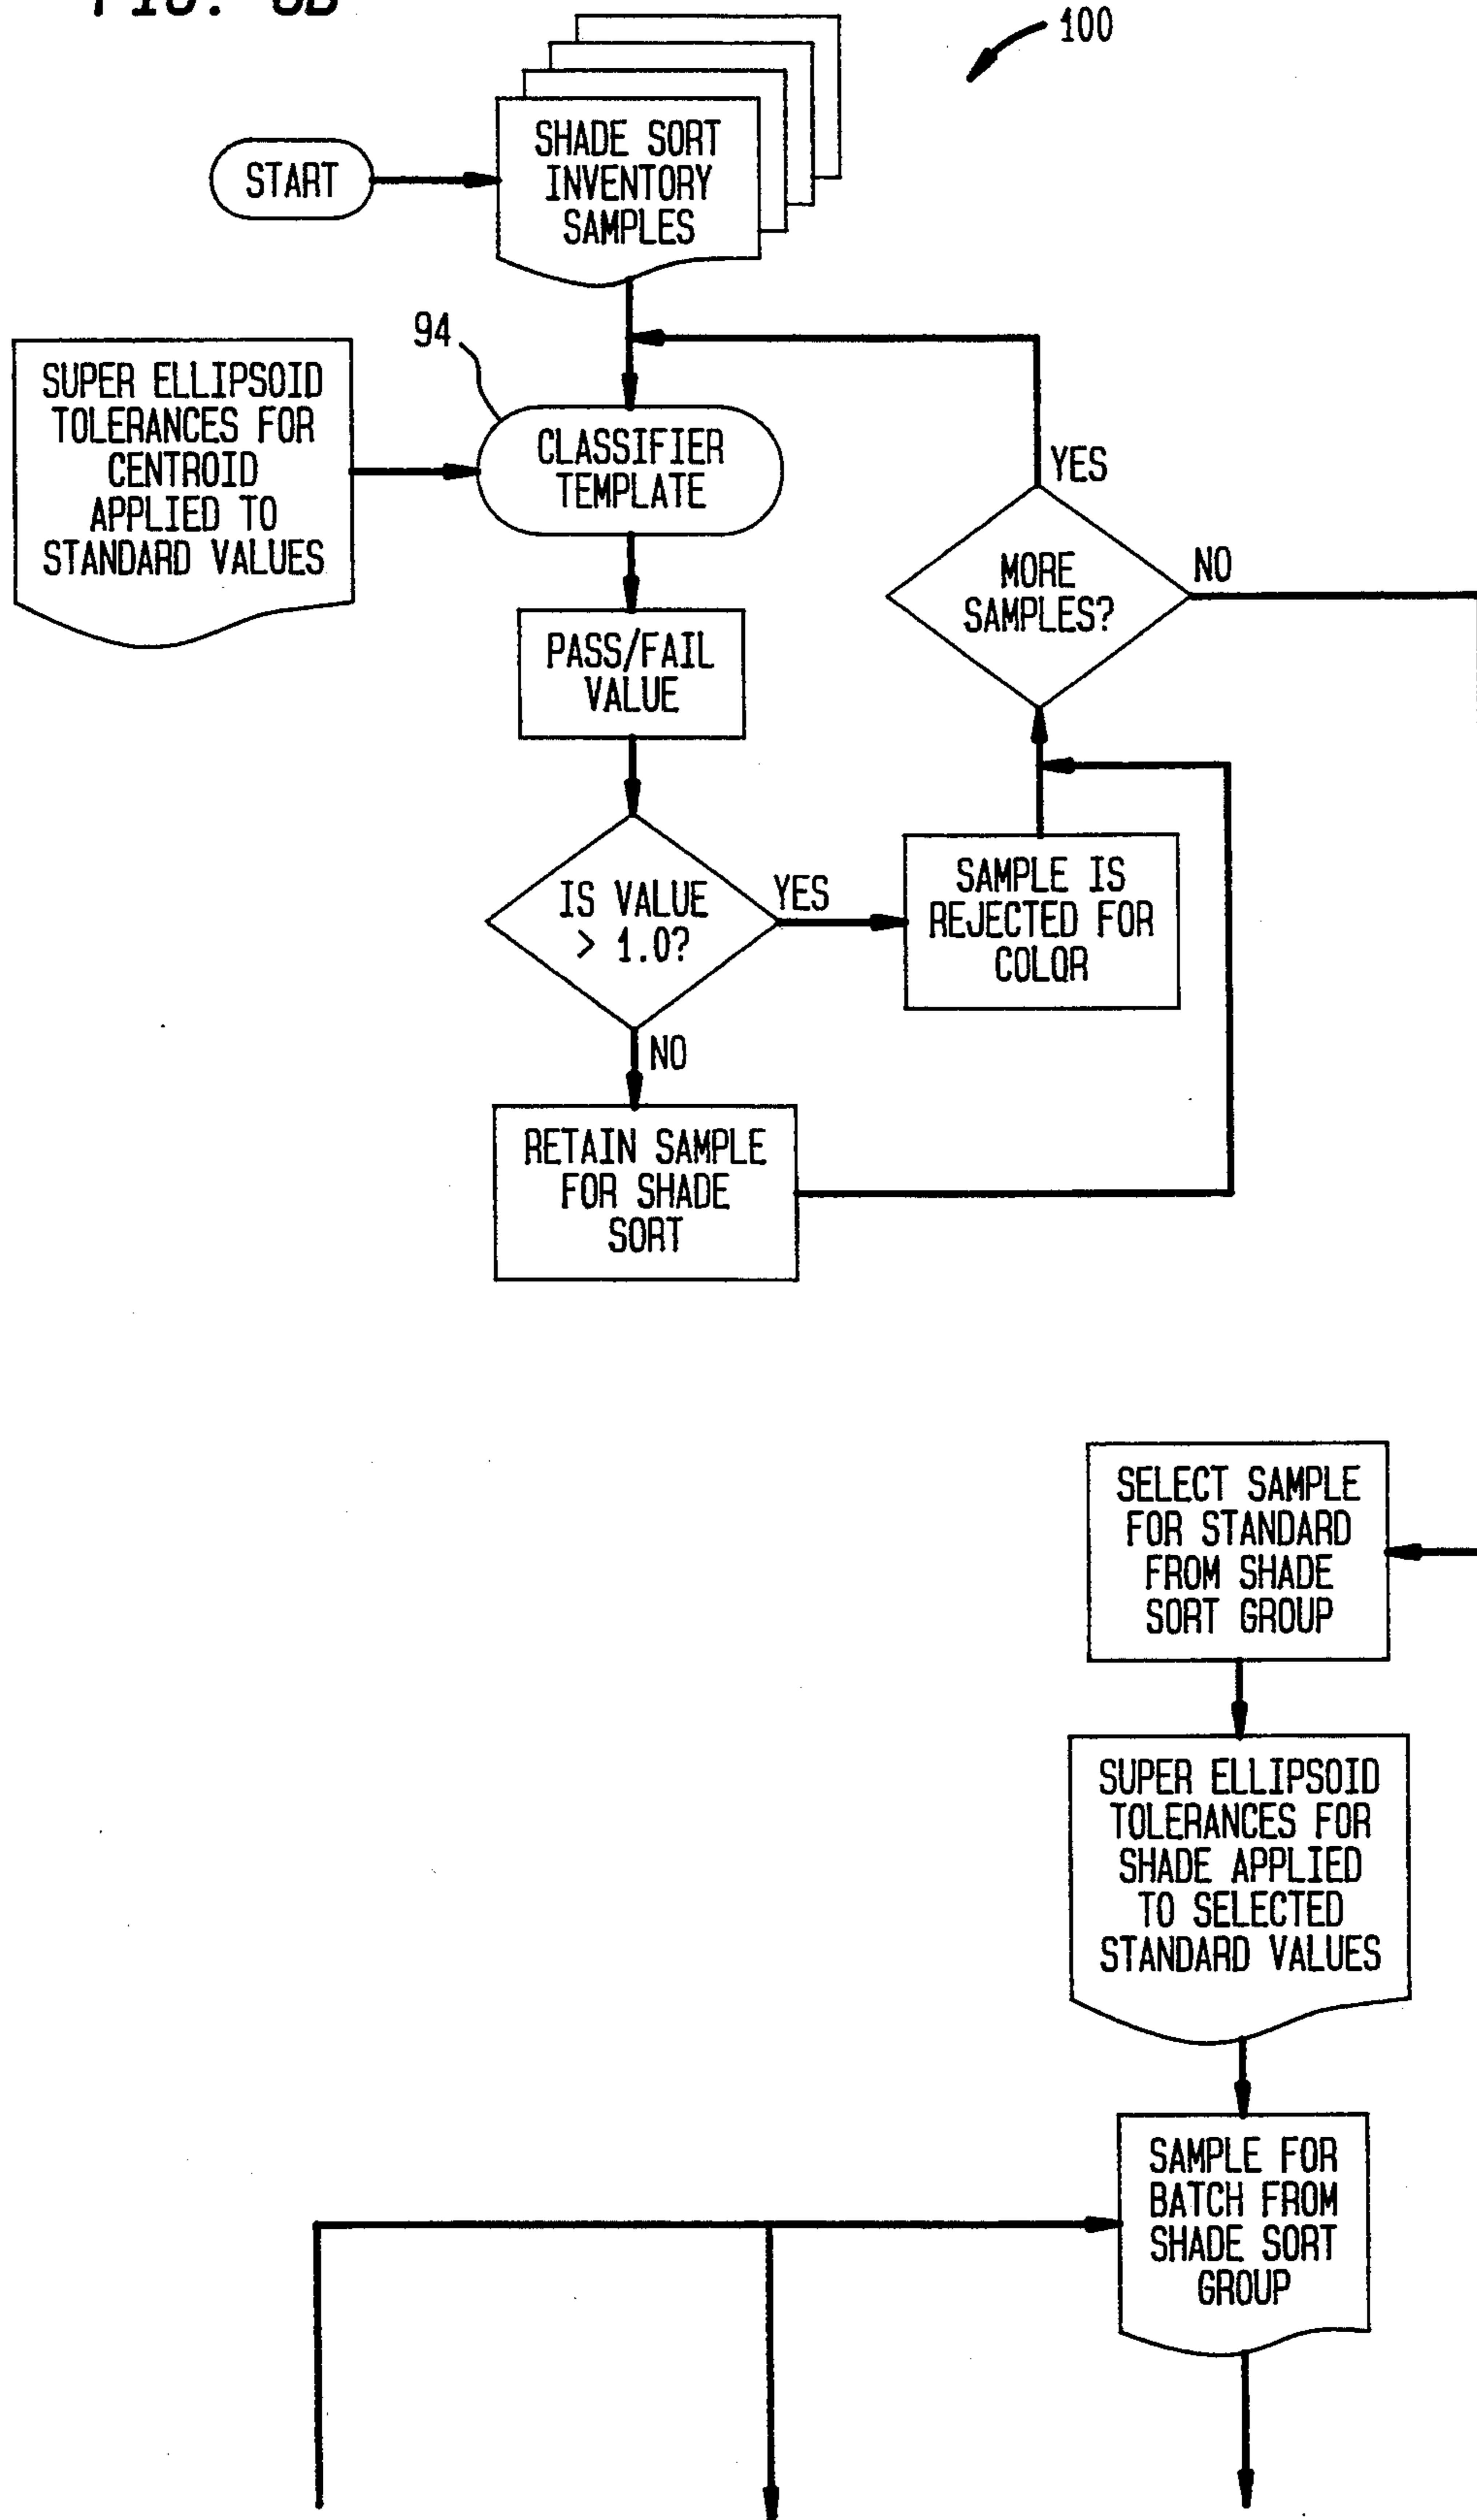 100
SHADE SORT
INVENTORY
SAMPLES
START
94
SUPER ELLIPSOID
TOLERANCES FOR
CENTROID
APPLIED TO
STANDARD VALUES
CLASSIFIER
TEMPLATE
YES
MORE
SAMPLES?
NO
PASS/FAIL
VALUE
IS VALUE
> 1.0?
YES
SAMPLE IS
REJECTED FOR
COLOR
NO
RETAIN SAMPLE
FOR SHADE
SORT
SELECT SAMPLE
FOR STANDARD
FROM SHADE
SORT GROUP
SUPER ELLIPSOID
TOLERANCES FOR
SHADE APPLIED
TO SELECTED
STANDARD VALUES
SAMPLE FOR
BATCH FROM
SHADE SORT
GROUP